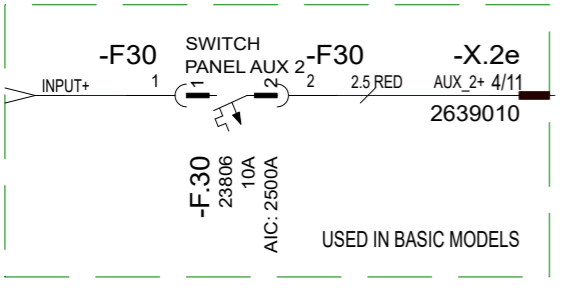 -F30
SWITCH
PANEL AUX 2
-F30
-X.2e
INPUT+
1
1
2
2
2.5 RED
AUX_2+ 4/11
2639010
-F.30
23806
10A
AIC: 2500A
USED IN BASIC MODELS